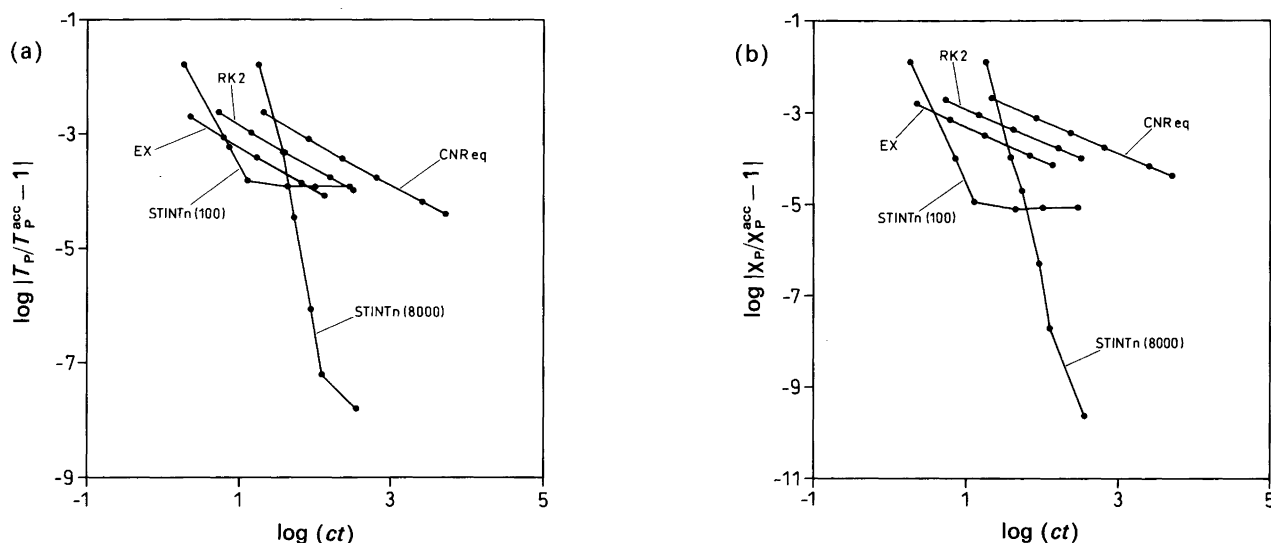 (a)
-1
-3
-5
-7
-9
log |T_P/T_P^acc − 1|
RK2
EX
STINTn(100)
CNReq
STINTn(8000)
-1
1
3
5
log (ct)
(b)
-1
-3
-5
-7
-9
-11
log |X_P/X_P^acc − 1|
RK2
EX
STINTn(100)
CNReq
STINTn(8000)
-1
1
3
5
log (ct)